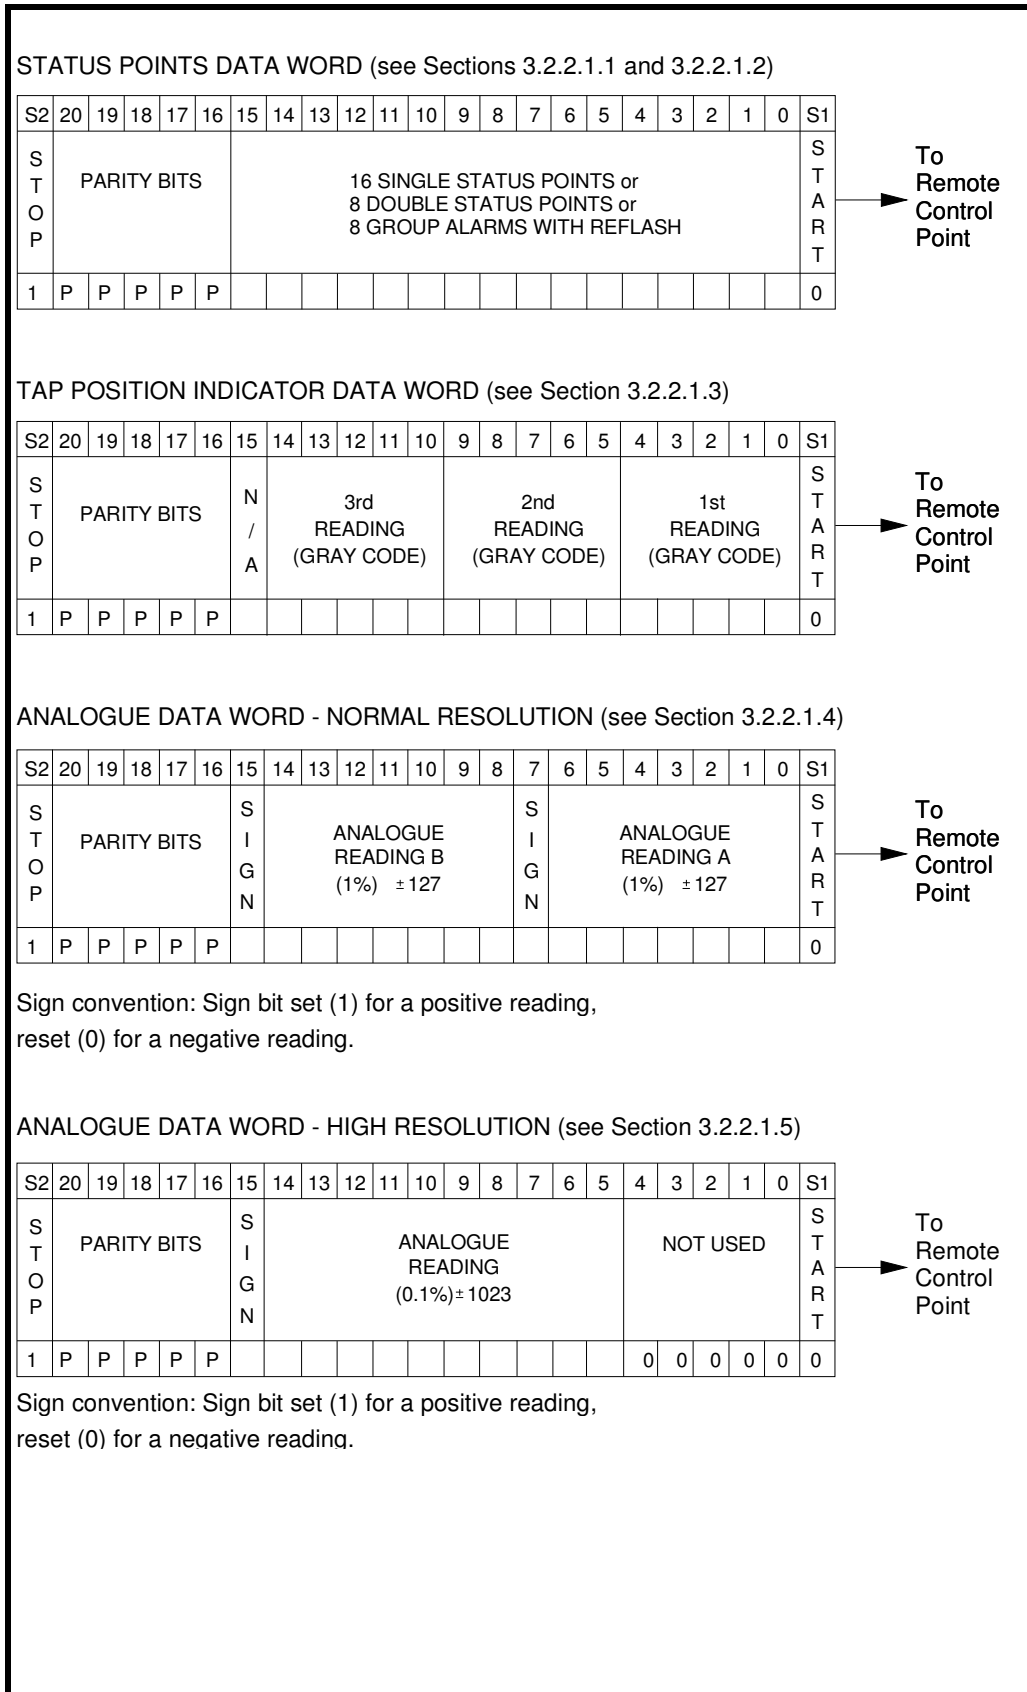 STATUS POINTS DATA WORD (see Sections 3.2.2.1.1 and 3.2.2.1.2)
S2 20 19 18 17 16 15 14 13 12 11 10 9 8 7 6 5 4 3 2 1 0 S1
STOP
PARITY BITS
16 SINGLE STATUS POINTS or
8 DOUBLE STATUS POINTS or
8 GROUP ALARMS WITH REFLASH
START
To
Remote
Control
Point
1 P P P P P 0
TAP POSITION INDICATOR DATA WORD (see Section 3.2.2.1.3)
S2 20 19 18 17 16 15 14 13 12 11 10 9 8 7 6 5 4 3 2 1 0 S1
STOP
PARITY BITS
N/A
3rd
READING
(GRAY CODE)
2nd
READING
(GRAY CODE)
1st
READING
(GRAY CODE)
START
To
Remote
Control
Point
1 P P P P P 0
ANALOGUE DATA WORD - NORMAL RESOLUTION (see Section 3.2.2.1.4)
S2 20 19 18 17 16 15 14 13 12 11 10 9 8 7 6 5 4 3 2 1 0 S1
STOP
PARITY BITS
SIGN
ANALOGUE
READING B
(1%) ±127
SIGN
ANALOGUE
READING A
(1%) ±127
START
To
Remote
Control
Point
1 P P P P P 0
Sign convention: Sign bit set (1) for a positive reading,
reset (0) for a negative reading.
ANALOGUE DATA WORD - HIGH RESOLUTION (see Section 3.2.2.1.5)
S2 20 19 18 17 16 15 14 13 12 11 10 9 8 7 6 5 4 3 2 1 0 S1
STOP
PARITY BITS
SIGN
ANALOGUE
READING
(0.1%)±1023
NOT USED
START
To
Remote
Control
Point
1 P P P P P 0 0 0 0 0 0
Sign convention: Sign bit set (1) for a positive reading,
reset (0) for a negative reading.